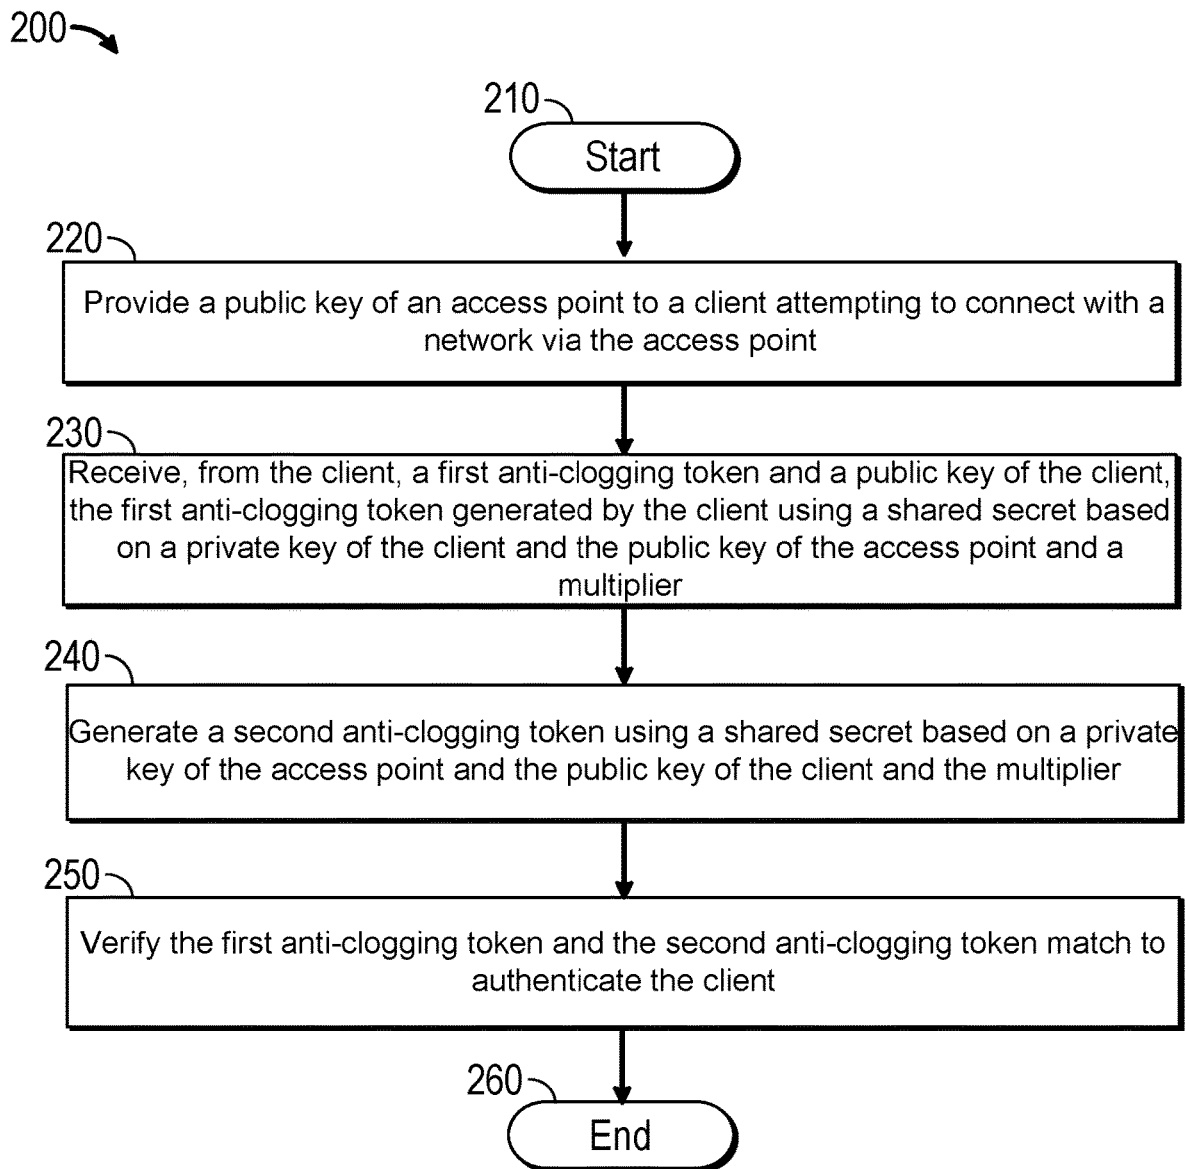 200
210
Start
220
Provide a public key of an access point to a client attempting to connect with a
network via the access point
230
Receive, from the client, a first anti-clogging token and a public key of the client,
the first anti-clogging token generated by the client using a shared secret based
on a private key of the client and the public key of the access point and a
multiplier
240
Generate a second anti-clogging token using a shared secret based on a private
key of the access point and the public key of the client and the multiplier
250
Verify the first anti-clogging token and the second anti-clogging token match to
authenticate the client
260
End